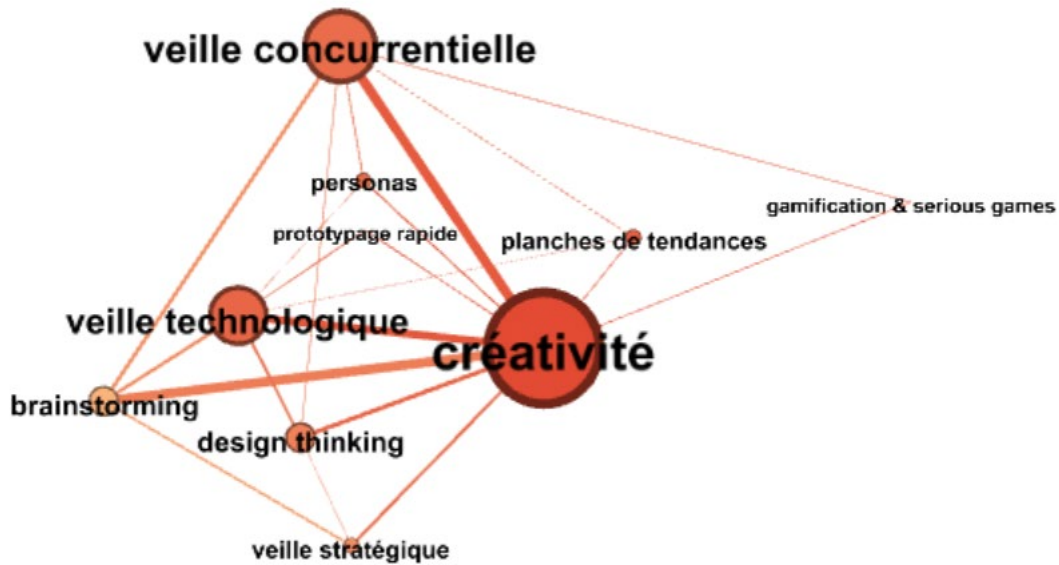 veille concurrentielle
personas
gamification & serious games
prototypage rapide
planches de tendances
veille technologique
créativité
brainstorming
design thinking
veille stratégique